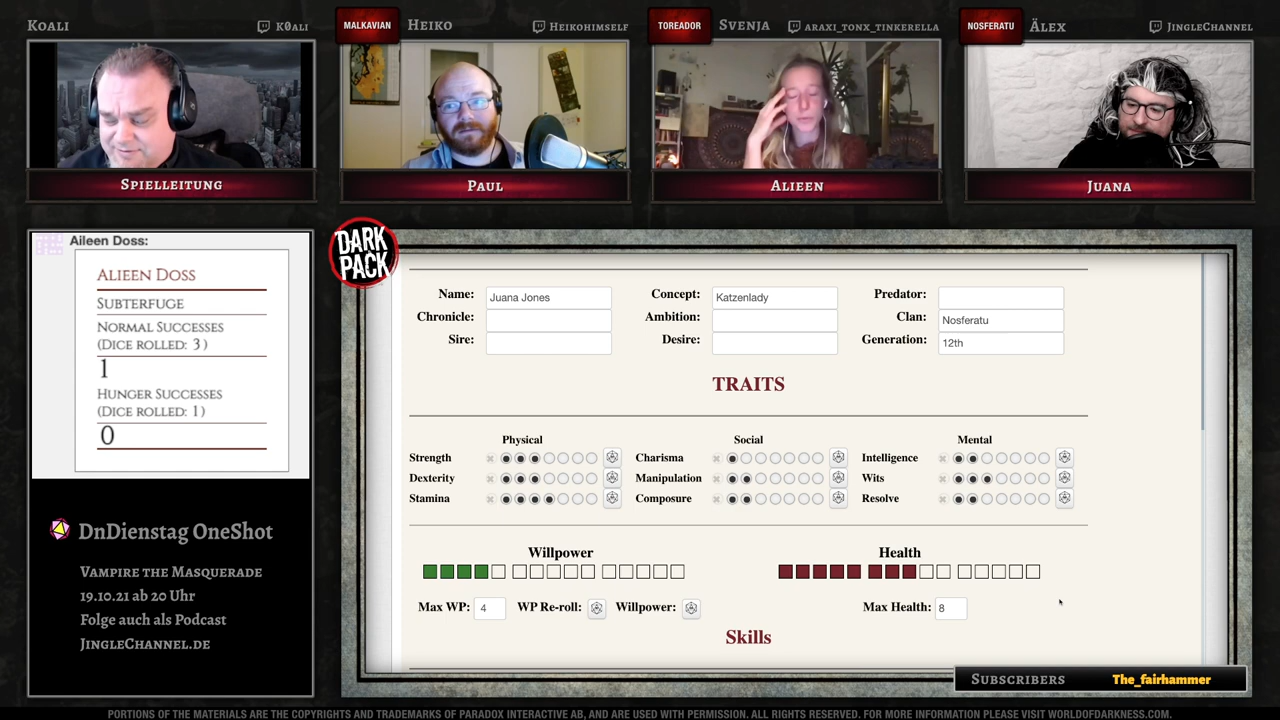 Koali
K0ali
MALKAVIAN
Heiko
Heikohimself
TOREADOR
Svenja
araxi_tonx_tinkerella
NOSFERATU
Älex
JingleChannel
Spielleitung
Paul
Alieen
Juana
Aileen Doss:
Alieen Doss
Subterfuge
Normal Successes
(Dice rolled: 3 )
1
Hunger Successes
(Dice rolled: 1 )
0
DARK
PACK
Name: Juana Jones Concept: Katzenlady Predator:
Chronicle: Ambition: Clan: Nosferatu
Sire: Desire: Generation: 12th
TRAITS
Physical Social Mental
Strength Charisma Intelligence
Dexterity Manipulation Wits
Stamina Composure Resolve
Willpower Health
Max WP: 4 WP Re-roll: Willpower: Max Health: 8
Skills
DnDienstag OneShot
Vampire the Masquerade
19.10.21 ab 20 Uhr
Folge auch als Podcast
JingleChannel.de
Subscribers The_fairhammer
PORTIONS OF THE MATERIALS ARE THE COPYRIGHTS AND TRADEMARKS OF PARADOX INTERACTIVE AB, AND ARE USED WITH PERMISSION. ALL RIGHTS RESERVED. FOR MORE INFORMATION PLEASE VISIT WORLDOFDARKNESS.COM.